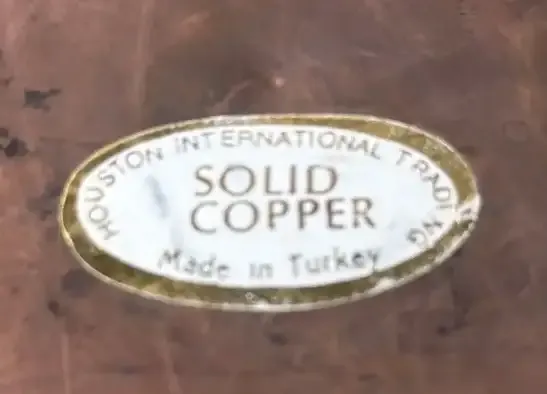 HOUSTON INTERNATIONAL TRADING
SOLID
COPPER
Made in Turkey